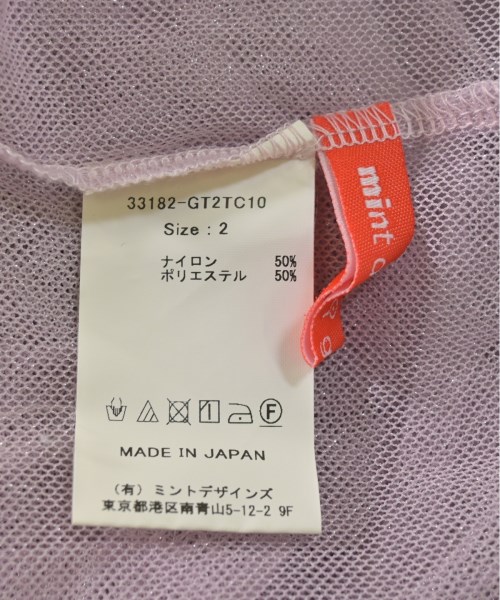 33182-GT2TC10
Size : 2
ナイロン 50%
ポリエステル 50%
F
MADE IN JAPAN
(有) ミントデザインズ
東京都港区南青山5-12-2 9F
mint